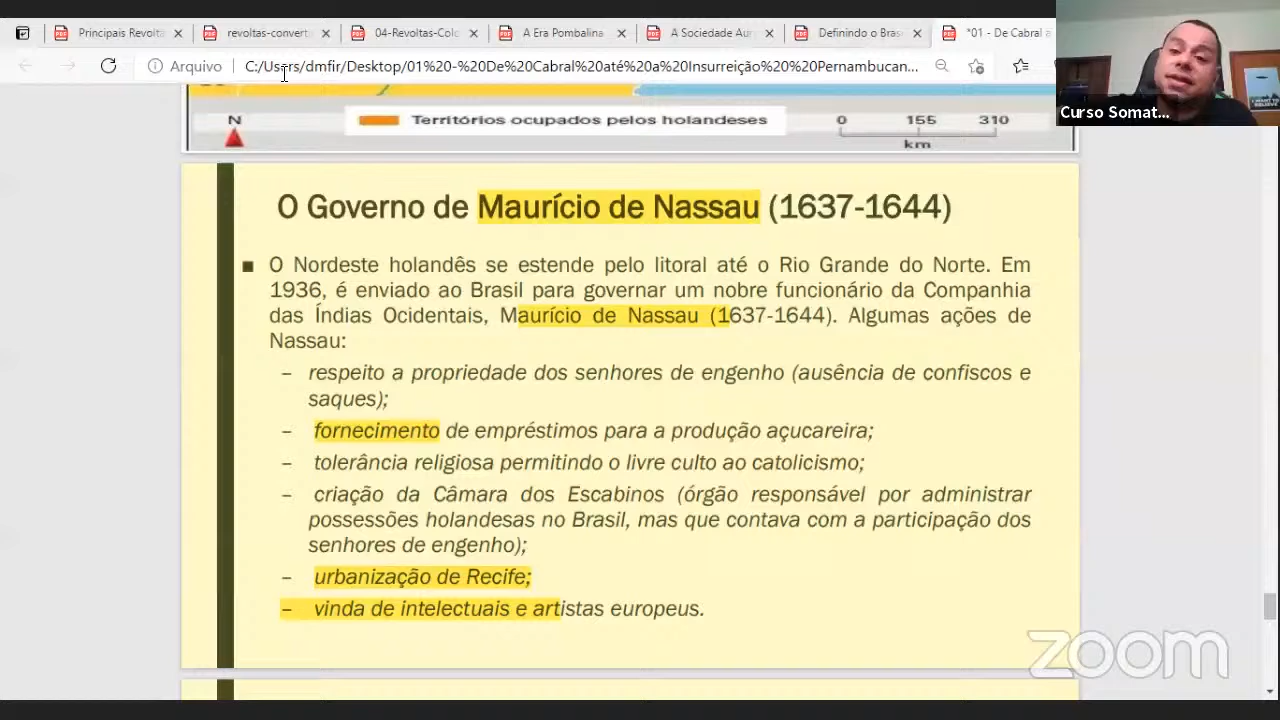 Principais Revolta
revoltas-convert
04-Revoltas-Colo
A Era Pombalina
A Sociedade Au
Definindo o Bras
*01 - De Cabral a
Arquivo
C:/Users/dmfir/Desktop/01%20-%20De%20Cabral%20até%20a%20Insurreição%20%20Pernambucan...
Curso Somat...
N
Territórios ocupados pelos holandeses
0 155 310
km
O Governo de Maurício de Nassau (1637-1644)
■ O Nordeste holandês se estende pelo litoral até o Rio Grande do Norte. Em
1936, é enviado ao Brasil para governar um nobre funcionário da Companhia
das Índias Ocidentais, Maurício de Nassau (1637-1644). Algumas ações de
Nassau:
– respeito a propriedade dos senhores de engenho (ausência de confiscos e
saques);
– fornecimento de empréstimos para a produção açucareira;
– tolerância religiosa permitindo o livre culto ao catolicismo;
– criação da Câmara dos Escabinos (órgão responsável por administrar
possessões holandesas no Brasil, mas que contava com a participação dos
senhores de engenho);
– urbanização de Recife;
– vinda de intelectuais e artistas europeus.
zoom